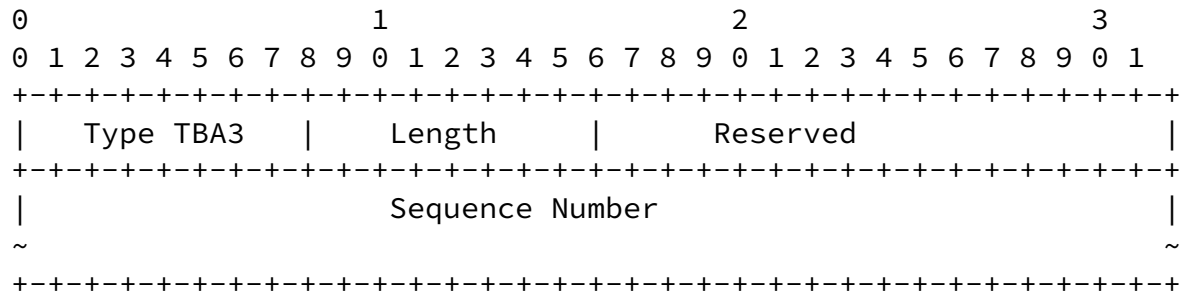 0                   1                   2                   3
0 1 2 3 4 5 6 7 8 9 0 1 2 3 4 5 6 7 8 9 0 1 2 3 4 5 6 7 8 9 0 1
+-+-+-+-+-+-+-+-+-+-+-+-+-+-+-+-+-+-+-+-+-+-+-+-+-+-+-+-+-+-+-+-+
|   Type TBA3    |    Length     |      Reserved                 |
+-+-+-+-+-+-+-+-+-+-+-+-+-+-+-+-+-+-+-+-+-+-+-+-+-+-+-+-+-+-+-+-+
|                    Sequence Number                            |
~                                                               ~
+-+-+-+-+-+-+-+-+-+-+-+-+-+-+-+-+-+-+-+-+-+-+-+-+-+-+-+-+-+-+-+-+